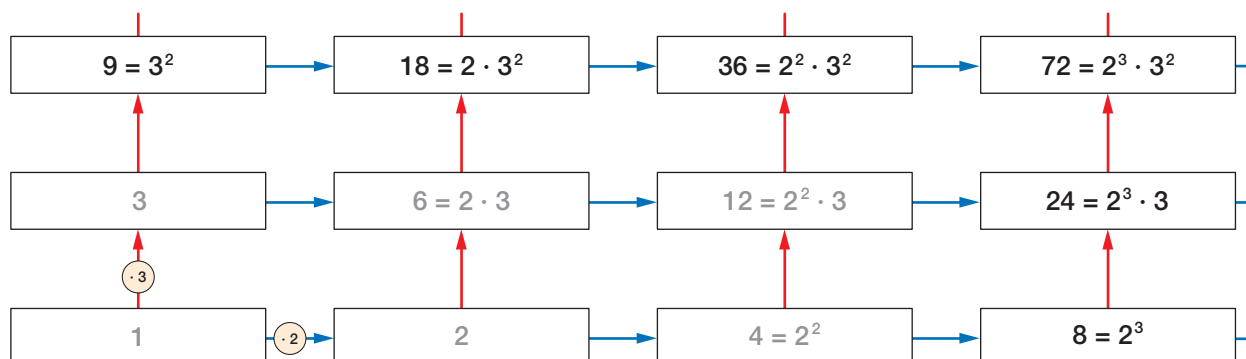 9 = 3² 18 = 2 · 3² 36 = 2² · 3² 72 = 2³ · 3²
3 6 = 2 · 3 12 = 2² · 3 24 = 2³ · 3
· 3
1 · 2 2 4 = 2² 8 = 2³